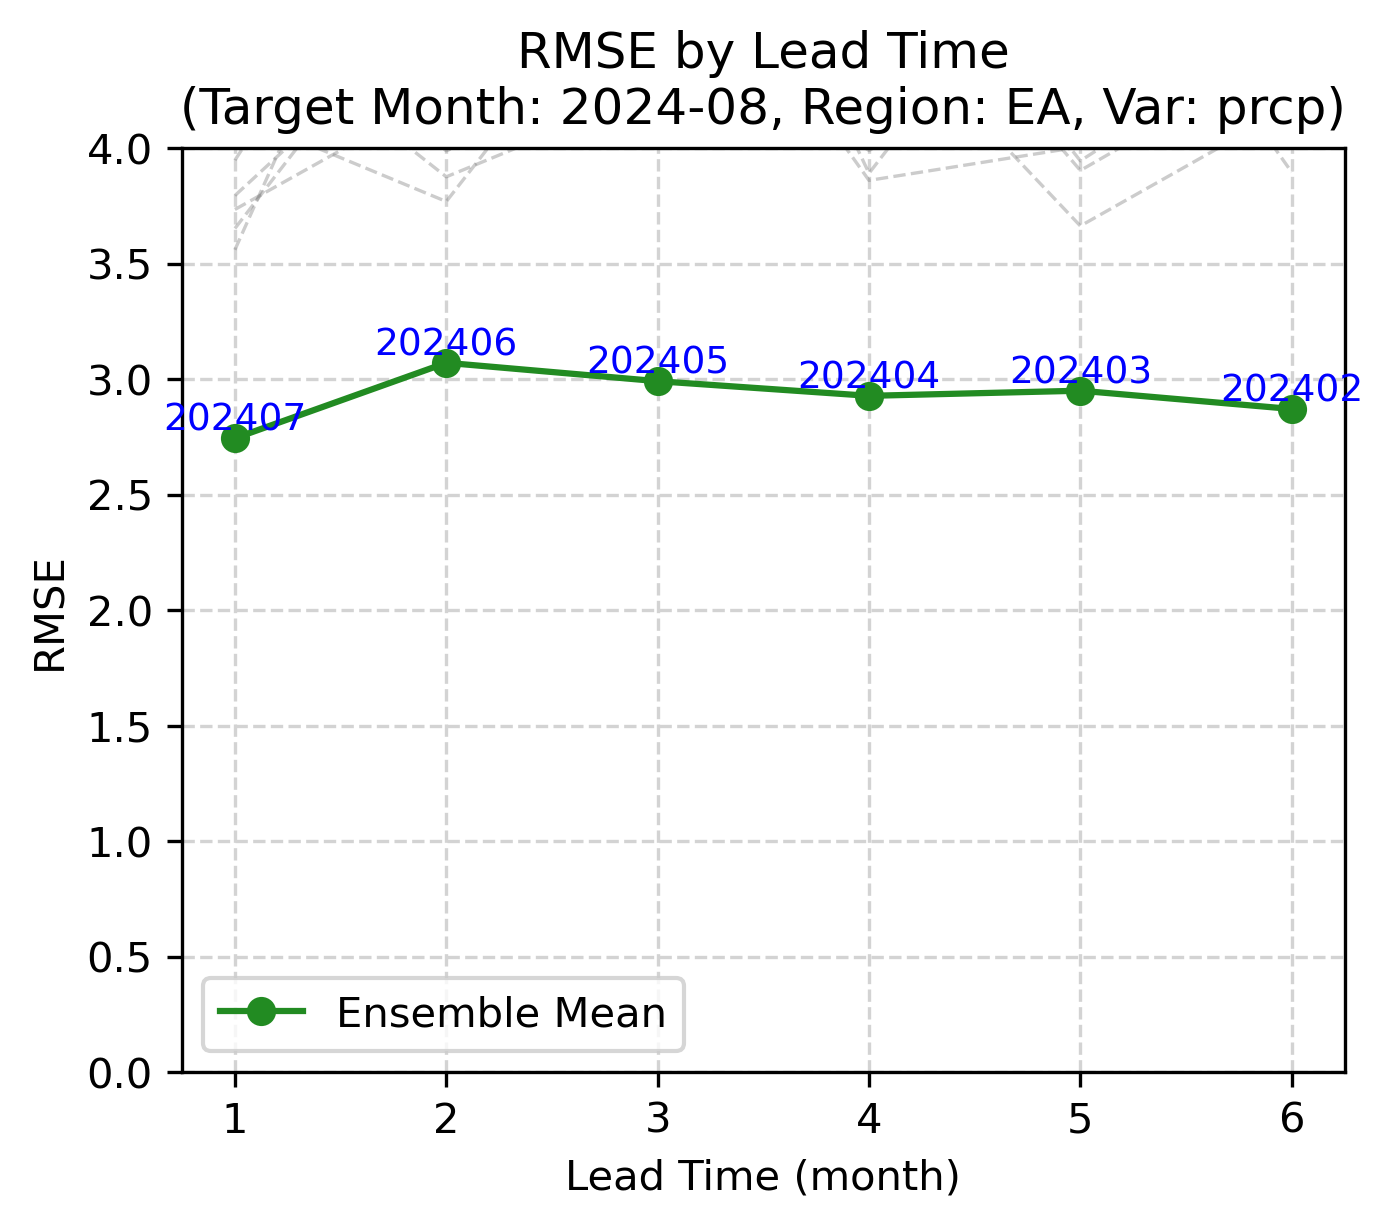 RMSE by Lead Time
(Target Month: 2024-08, Region: EA, Var: prcp)
4.0
3.5
3.0
2.5
2.0
1.5
1.0
0.5
0.0
RMSE
202407
202406
202405
202404
202403
202402
Ensemble Mean
1 2 3 4 5 6
Lead Time (month)